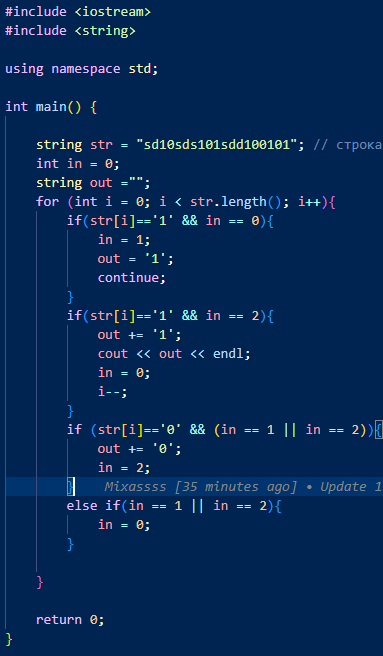 #include <iostream>
#include <string>
using namespace std;
int main() {
string str = "sd10sds101sdd100101"; // строка
int in = 0;
string out ="";
for (int i = 0; i < str.length(); i++){
if(str[i]=='1' && in == 0){
in = 1;
out = '1';
continue;
}
if(str[i]=='1' && in == 2){
out += '1';
cout << out << endl;
in = 0;
i--;
}
if (str[i]=='0' && (in == 1 || in == 2)){
out += '0';
in = 2;
} Mixassss [35 minutes ago] • Update 1
else if(in == 1 || in == 2){
in = 0;
}
}
return 0;
}